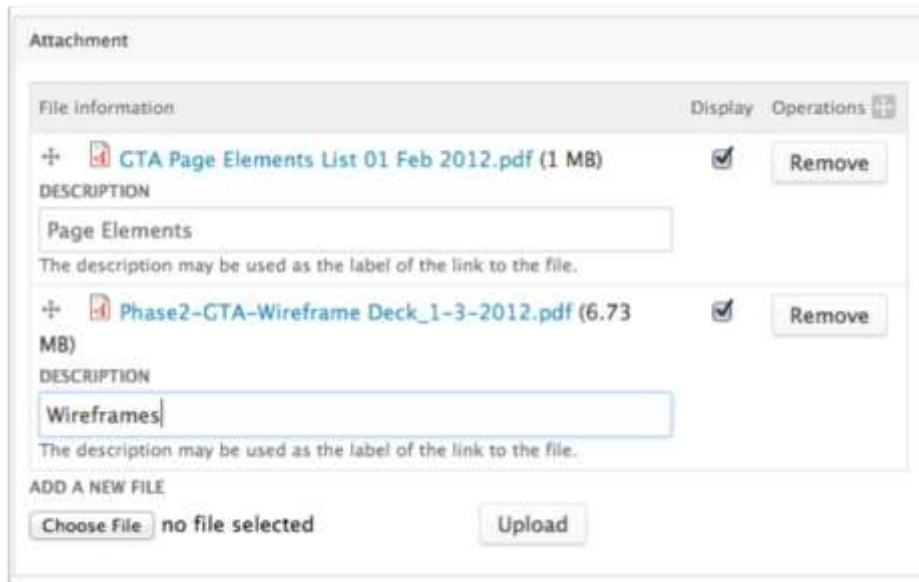 Attachment
File information Display Operations
GTA Page Elements List 01 Feb 2012.pdf (1 MB) Remove
DESCRIPTION
Page Elements
The description may be used as the label of the link to the file.
Phase2-GTA-Wireframe Deck_1-3-2012.pdf (6.73 Remove
MB)
DESCRIPTION
Wireframes
The description may be used as the label of the link to the file.
ADD A NEW FILE
Choose File no file selected Upload